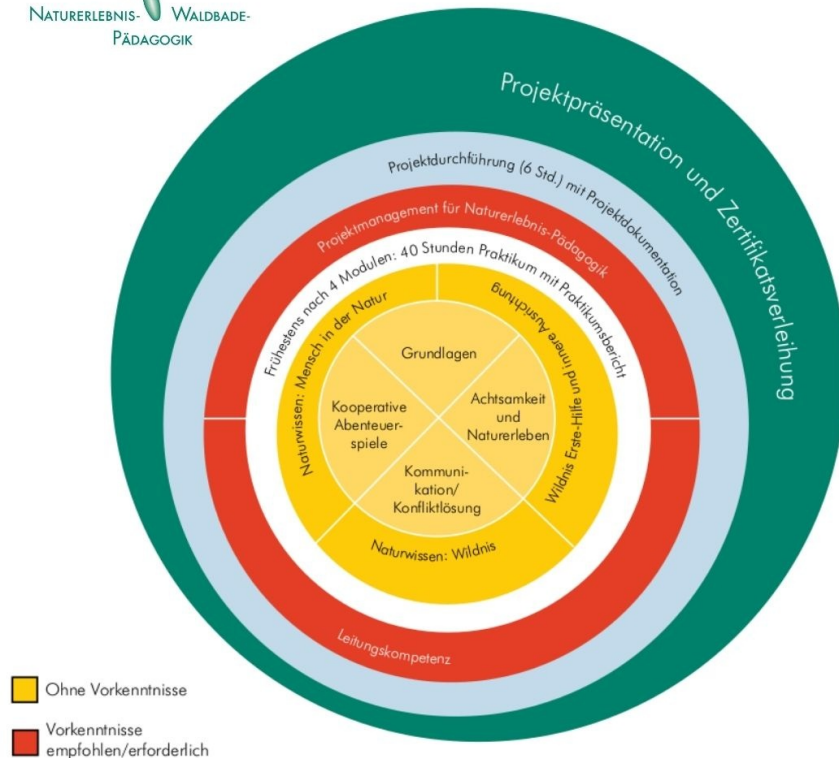 NATURERLEBNIS- WALDBADE-
PÄDAGOGIK
Projektpräsentation und Zertifikatsverleihung
Projektdurchführung (6 Std.) mit Projektdokumentation
Projektmanagement für Naturerlebnis-Pädagogik
Frühestens nach 4 Modulen: 40 Stunden Praktikum mit Praktikumsbericht
Naturwissen: Mensch in der Natur
Wildnis Erste-Hilfe und innere Ausrichtung
Grundlagen
Kooperative
Abenteuer-
spiele
Achtsamkeit
und
Naturerleben
Kommuni-
kation/
Konfliktlösung
Naturwissen: Wildnis
Leitungskompetenz
Ohne Vorkenntnisse
Vorkenntnisse
empfohlen/erforderlich